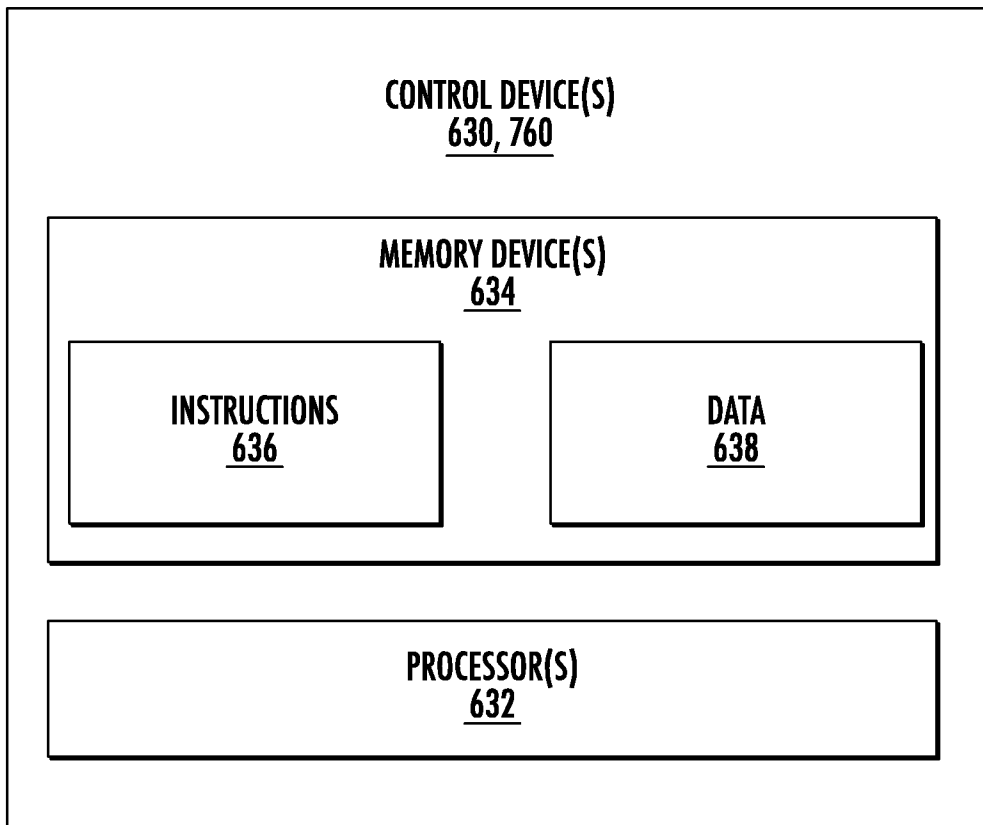 CONTROL DEVICE(S)
630, 760
MEMORY DEVICE(S)
634
INSTRUCTIONS
636
DATA
638
PROCESSOR(S)
632